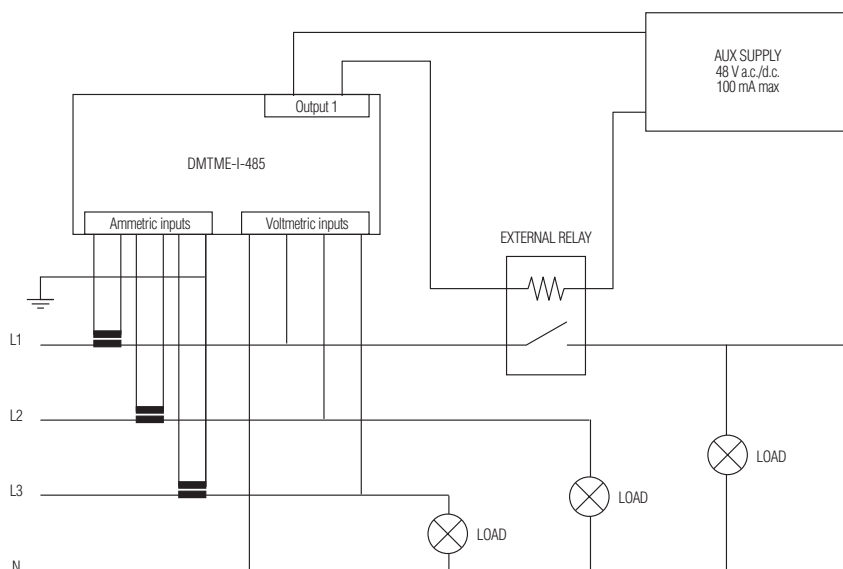 AUX SUPPLY
48 V a.c./d.c.
100 mA max
Output 1
DMTME-I-485
Ammetric inputs
Voltmetric inputs
EXTERNAL RELAY
L1
L2
LOAD
L3
LOAD
LOAD
N